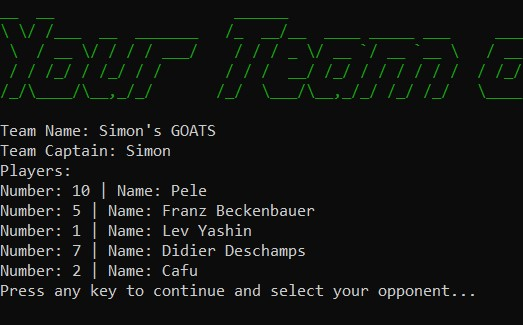 Your Team
Team Name: Simon's GOATS
Team Captain: Simon
Players:
Number: 10 | Name: Pele
Number: 5 | Name: Franz Beckenbauer
Number: 1 | Name: Lev Yashin
Number: 7 | Name: Didier Deschamps
Number: 2 | Name: Cafu
Press any key to continue and select your opponent...